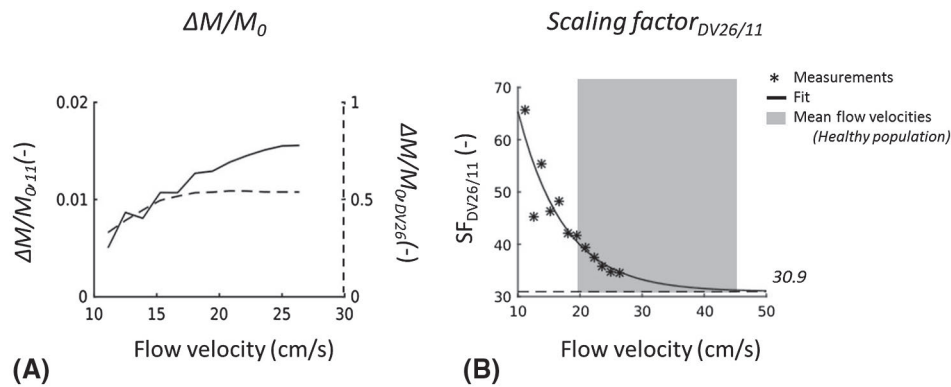 ΔM/M0
Scaling factorDV26/11
ΔM/M0,11(-)
0.02
0.01
0
10 15 20 25 30
1
0.5
0
ΔM/M0,DV26(-)
Flow velocity (cm/s)
(A)
SFDV26/11 (-)
70
60
50
40
30
10 20 30 40 50
30.9
Flow velocity (cm/s)
(B)
Measurements
Fit
Mean flow velocities
(Healthy population)